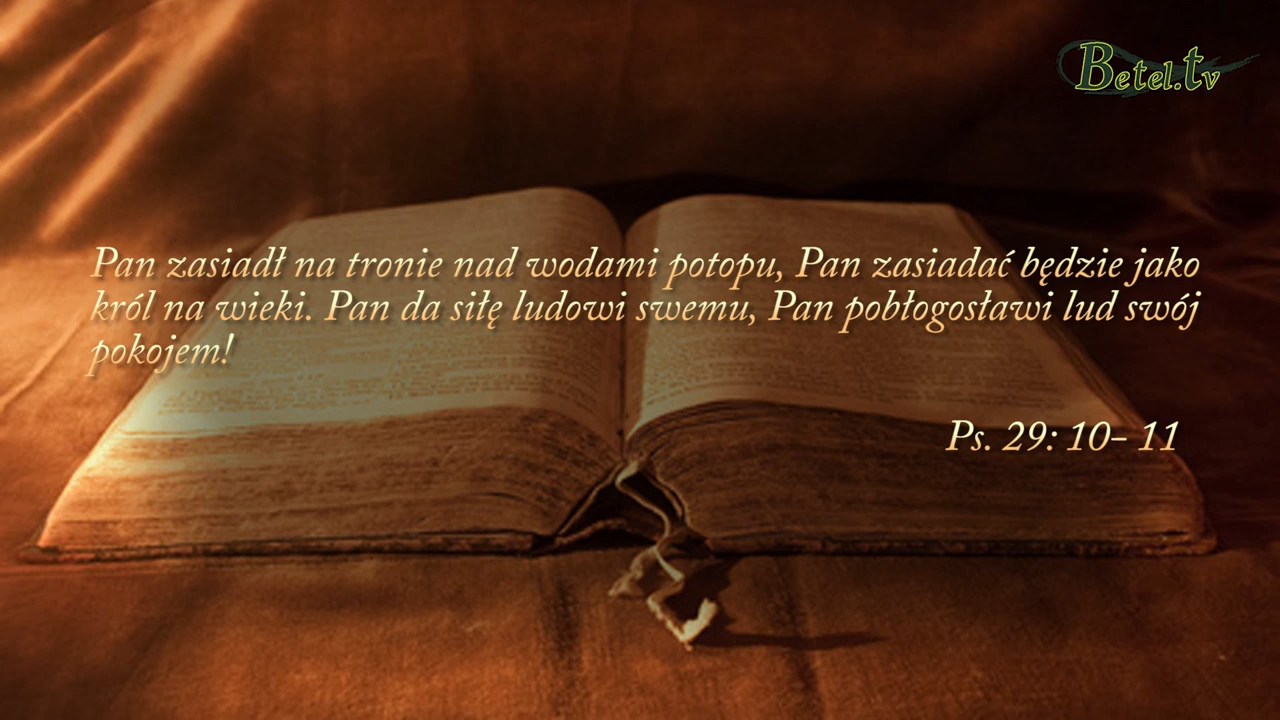 Betel.tv
Pan zasiadł na tronie nad wodami potopu, Pan zasiadać będzie jako
król na wieki. Pan da siłę ludowi swemu, Pan pobłogosławi lud swój
pokojem!
Ps. 29: 10- 11